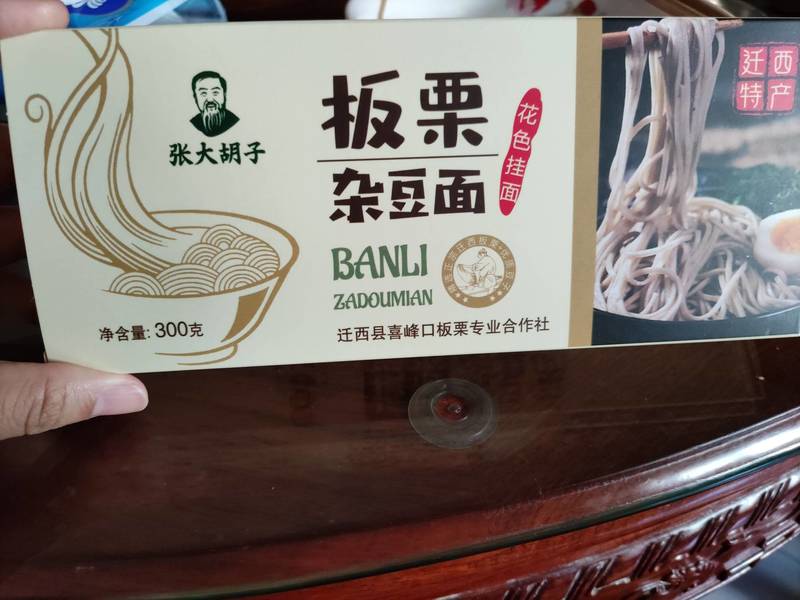 张大胡子
板栗
杂豆面
花色挂面
BANLI
ZADOUMIAN
净含量: 300克
迁西县喜峰口板栗专业合作社
迁西
特产